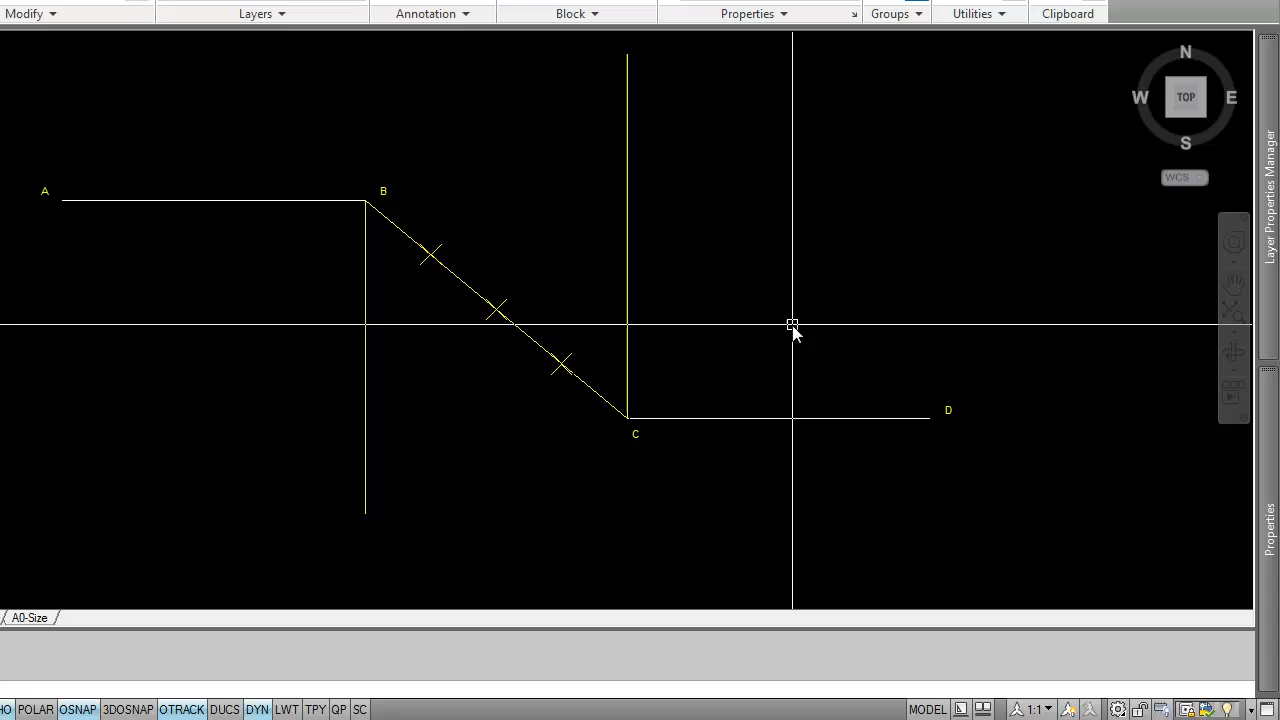 Modify Layers Annotation Block Properties Groups Utilities Clipboard
N
W TOP E
S
WCS
A B
D
C
Layer Properties Manager
Properties
A0-Size
HO POLAR OSNAP 3DOSNAP OTRACK DUCS DYN LWT TPY QP SC MODEL 1:1